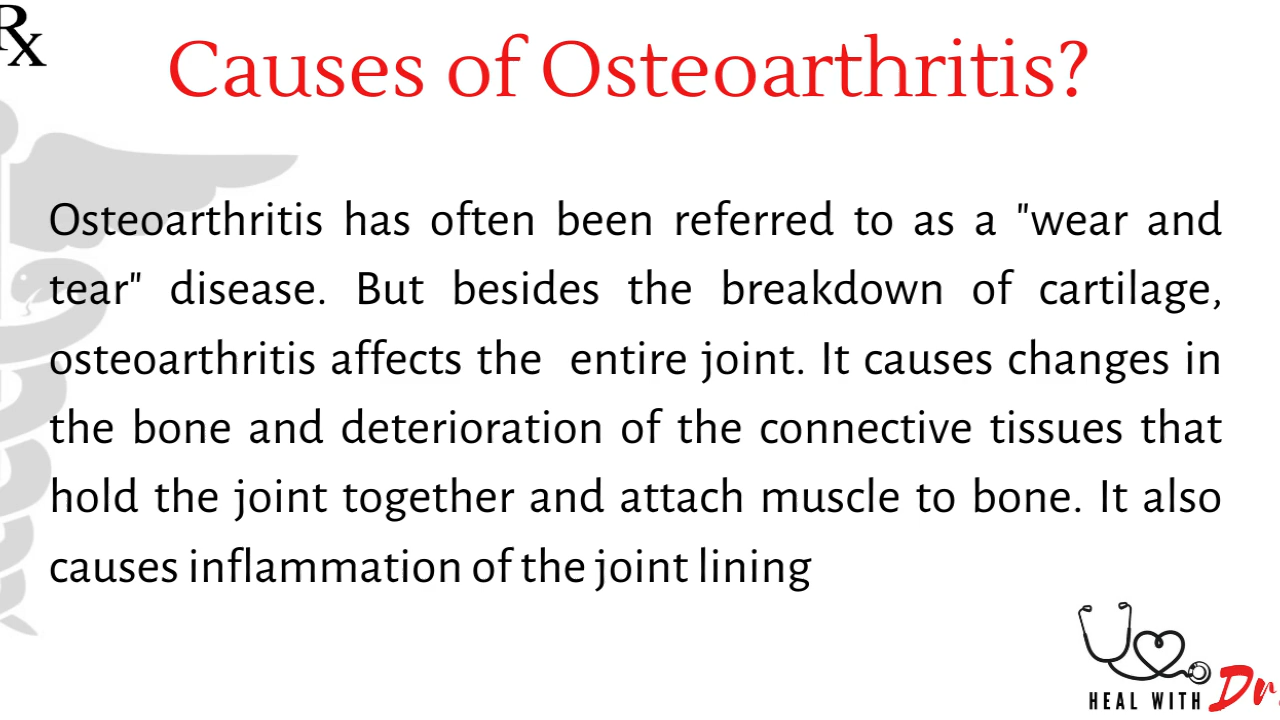 Rx
Causes of Osteoarthritis?
Osteoarthritis has often been referred to as a "wear and
tear" disease. But besides the breakdown of cartilage,
osteoarthritis affects the entire joint. It causes changes in
the bone and deterioration of the connective tissues that
hold the joint together and attach muscle to bone. It also
causes inflammation of the joint lining
HEAL WITH Dr.